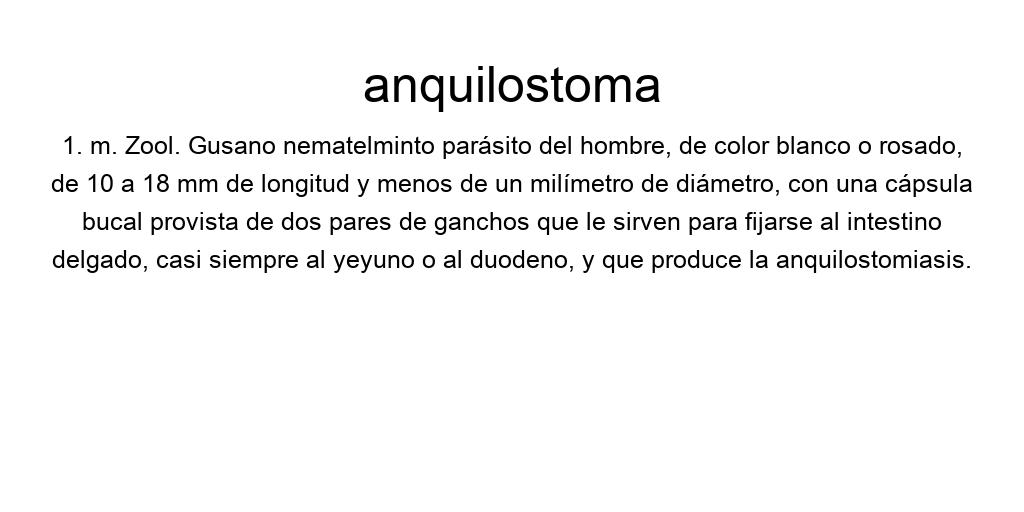 anquilostoma
1. m. Zool. Gusano nematelminto parásito del hombre, de color blanco o rosado,
de 10 a 18 mm de longitud y menos de un milímetro de diámetro, con una cápsula
bucal provista de dos pares de ganchos que le sirven para fijarse al intestino
delgado, casi siempre al yeyuno o al duodeno, y que produce la anquilostomiasis.